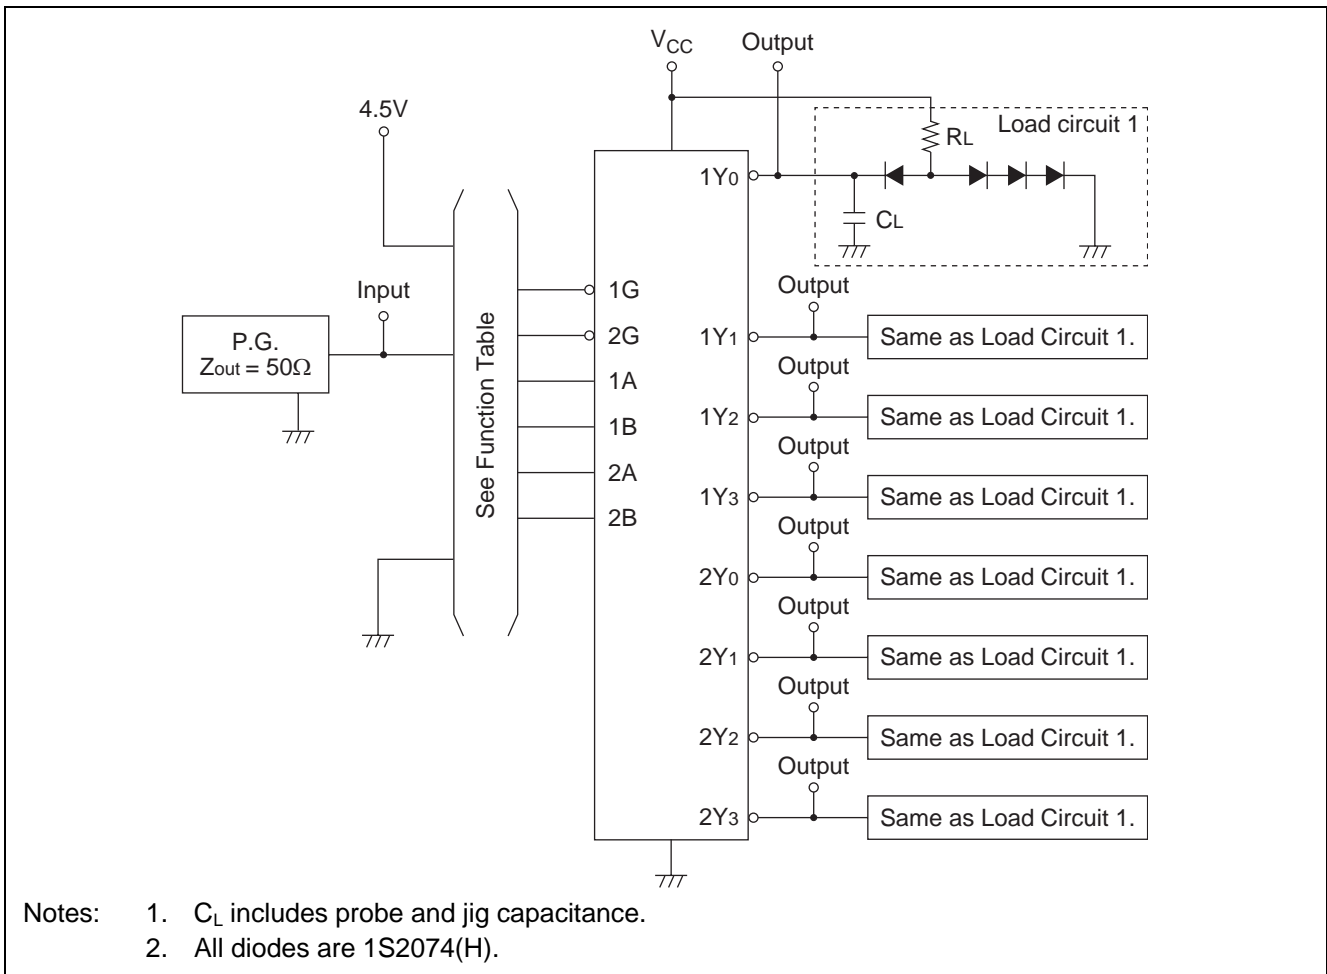 V_CC
Output
4.5V
Load circuit 1
RL
1Y0
CL
Input
P.G.
Zout = 50Ω
See Function Table
1G
2G
1A
1B
2A
2B
Output
1Y1
Same as Load Circuit 1.
Output
1Y2
Same as Load Circuit 1.
Output
1Y3
Same as Load Circuit 1.
Output
2Y0
Same as Load Circuit 1.
Output
2Y1
Same as Load Circuit 1.
Output
2Y2
Same as Load Circuit 1.
Output
2Y3
Same as Load Circuit 1.
Notes: 1. C_L includes probe and jig capacitance.
2. All diodes are 1S2074(H).